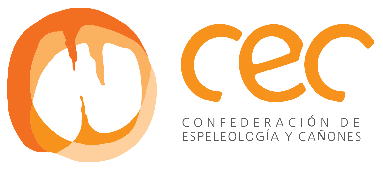 cec
CONFEDERACIÓN DE
ESPELEOLOGÍA Y CAÑONES